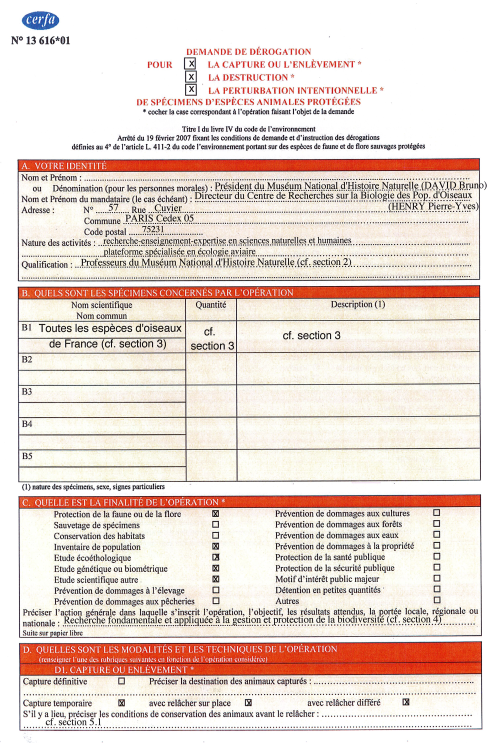 cerfa
N° 13 616*01
DEMANDE DE DÉROGATION
POUR X LA CAPTURE OU L'ENLÈVEMENT *
X LA DESTRUCTION *
X LA PERTURBATION INTENTIONNELLE *
DE SPÉCIMENS D'ESPÈCES ANIMALES PROTÉGÉES
* cocher la case correspondant à l'opération faisant l'objet de la demande
Titre I du livre IV du code de l'environnement
Arrêté du 19 février 2007 fixant les conditions de demande et d'instruction des dérogations
définies au 4° de l'article L. 411-2 du code l'environnement portant sur des espèces de faune et de flore sauvages protégées
A. VOTRE IDENTITÉ
Nom et Prénom :
ou Dénomination (pour les personnes morales) : Président du Muséum National d'Histoire Naturelle (DAVID Bruno)
Nom et Prénom du mandataire (le cas échéant) : Directeur du Centre de Recherches sur la Biologie des Pop. d'Oiseaux
Adresse : N° 57 Rue Cuvier (HENRY Pierre-Yves)
Commune PARIS Cedex 05
Code postal 75231
Nature des activités : recherche-enseignement-expertise en sciences naturelles et humaines
plateforme spécialisée en écologie aviaire
Qualification : Professeurs du Muséum National d'Histoire Naturelle (cf. section 2)
B. QUELS SONT LES SPÉCIMENS CONCERNÉS PAR L'OPÉRATION
Nom scientifique Quantité Description (1)
Nom commun
B1 Toutes les espèces d'oiseaux cf. cf. section 3
de France (cf. section 3) section 3
B2
B3
B4
B5
(1) nature des spécimens, sexe, signes particuliers
C. QUELLE EST LA FINALITÉ DE L'OPÉRATION *
Protection de la faune ou de la flore X Prévention de dommages aux cultures
Sauvetage de spécimens Prévention de dommages aux forêts
Conservation des habitats Prévention de dommages aux eaux
Inventaire de population X Prévention de dommages à la propriété
Etude écoéthologique X Protection de la santé publique
Etude génétique ou biométrique X Protection de la sécurité publique
Etude scientifique autre X Motif d'intérêt public majeur
Prévention de dommages à l'élevage Détention en petites quantités
Prévention de dommages aux pêcheries Autres
Préciser l'action générale dans laquelle s'inscrit l'opération, l'objectif, les résultats attendus, la portée locale, régionale ou
nationale : Recherche fondamentale et appliquée à la gestion et protection de la biodiversité (cf. section 4)
Suite sur papier libre
D. QUELLES SONT LES MODALITÉS ET LES TECHNIQUES DE L'OPÉRATION
(renseigner l'une des rubriques suivantes en fonction de l'opération considérée)
D1. CAPTURE OU ENLÈVEMENT *
Capture définitive Préciser la destination des animaux capturés :
Capture temporaire X avec relâcher sur place X avec relâcher différé X
S'il y a lieu, préciser les conditions de conservation des animaux avant le relâcher :
cf. section 5.1